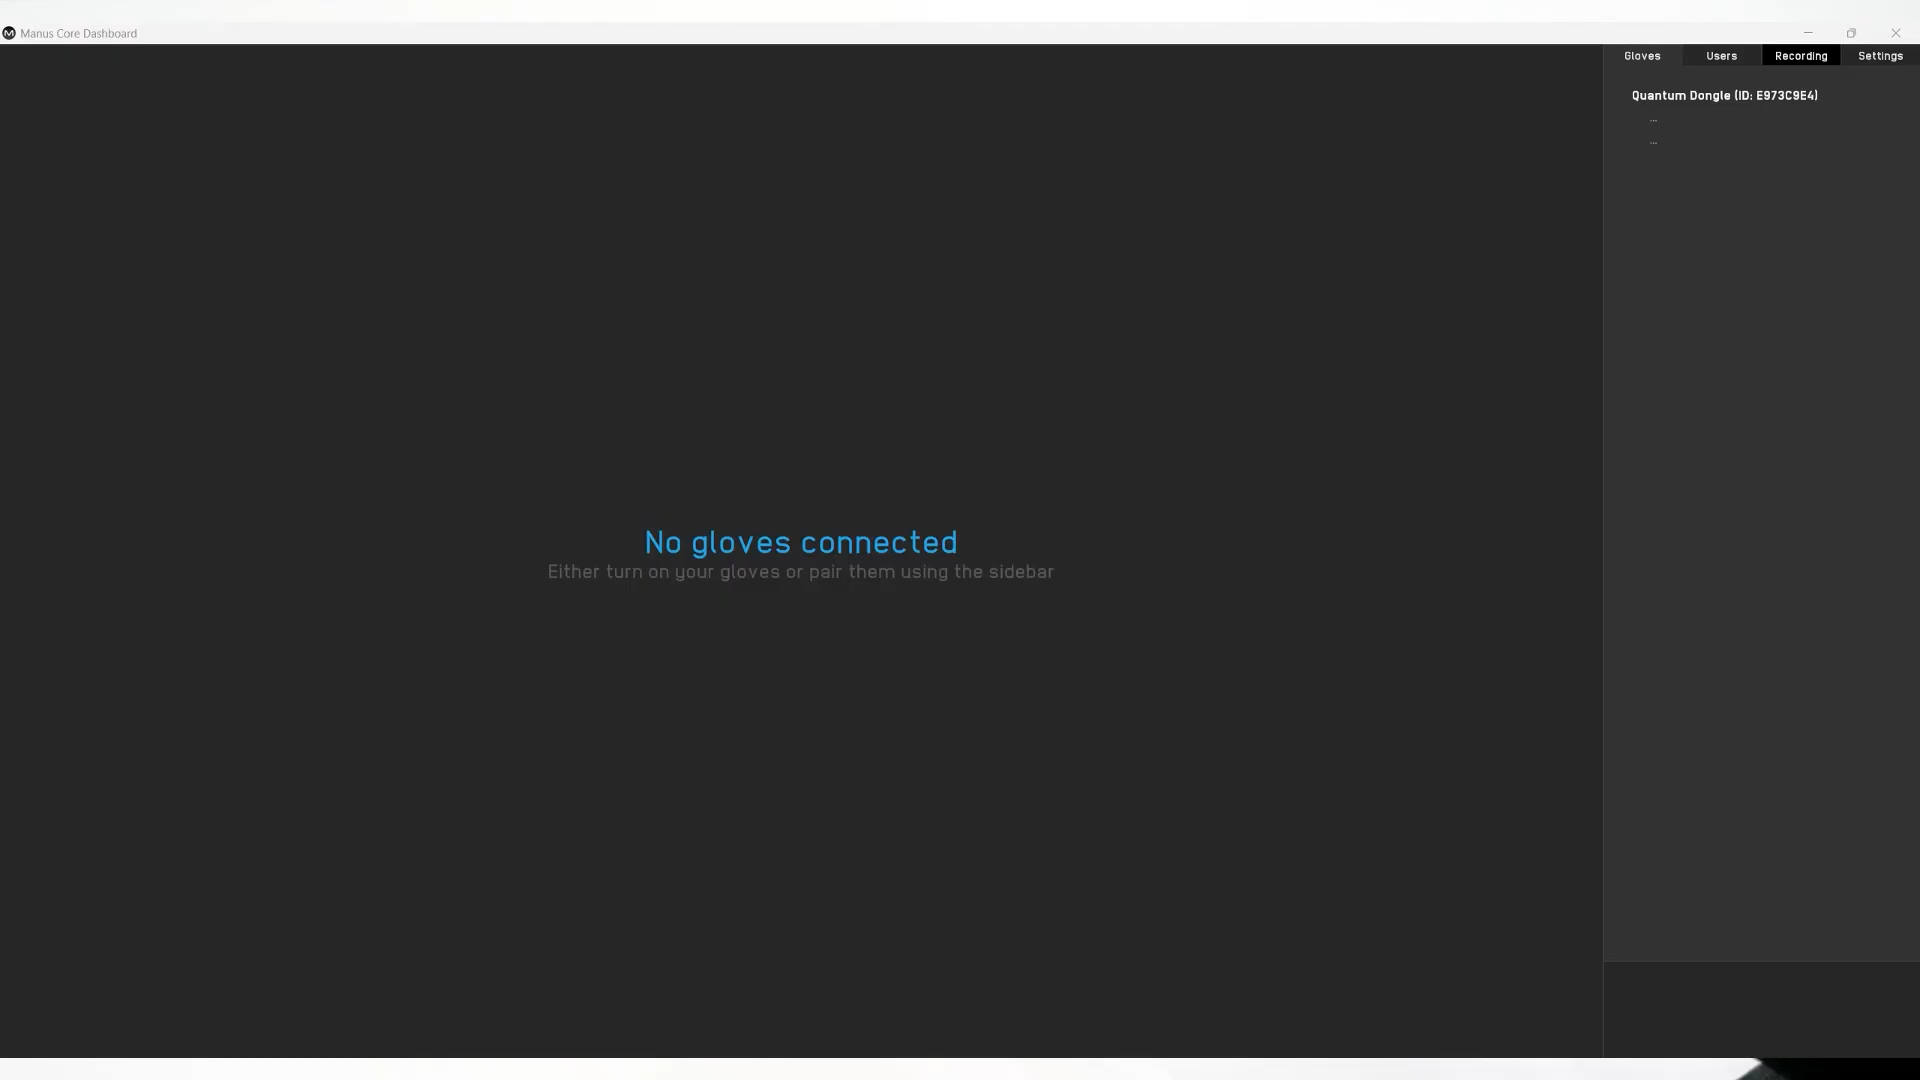 Manus Core Dashboard
Gloves Users Recording Settings
Quantum Dongle (ID: E973C9E4)
...
...
No gloves connected
Either turn on your gloves or pair them using the sidebar